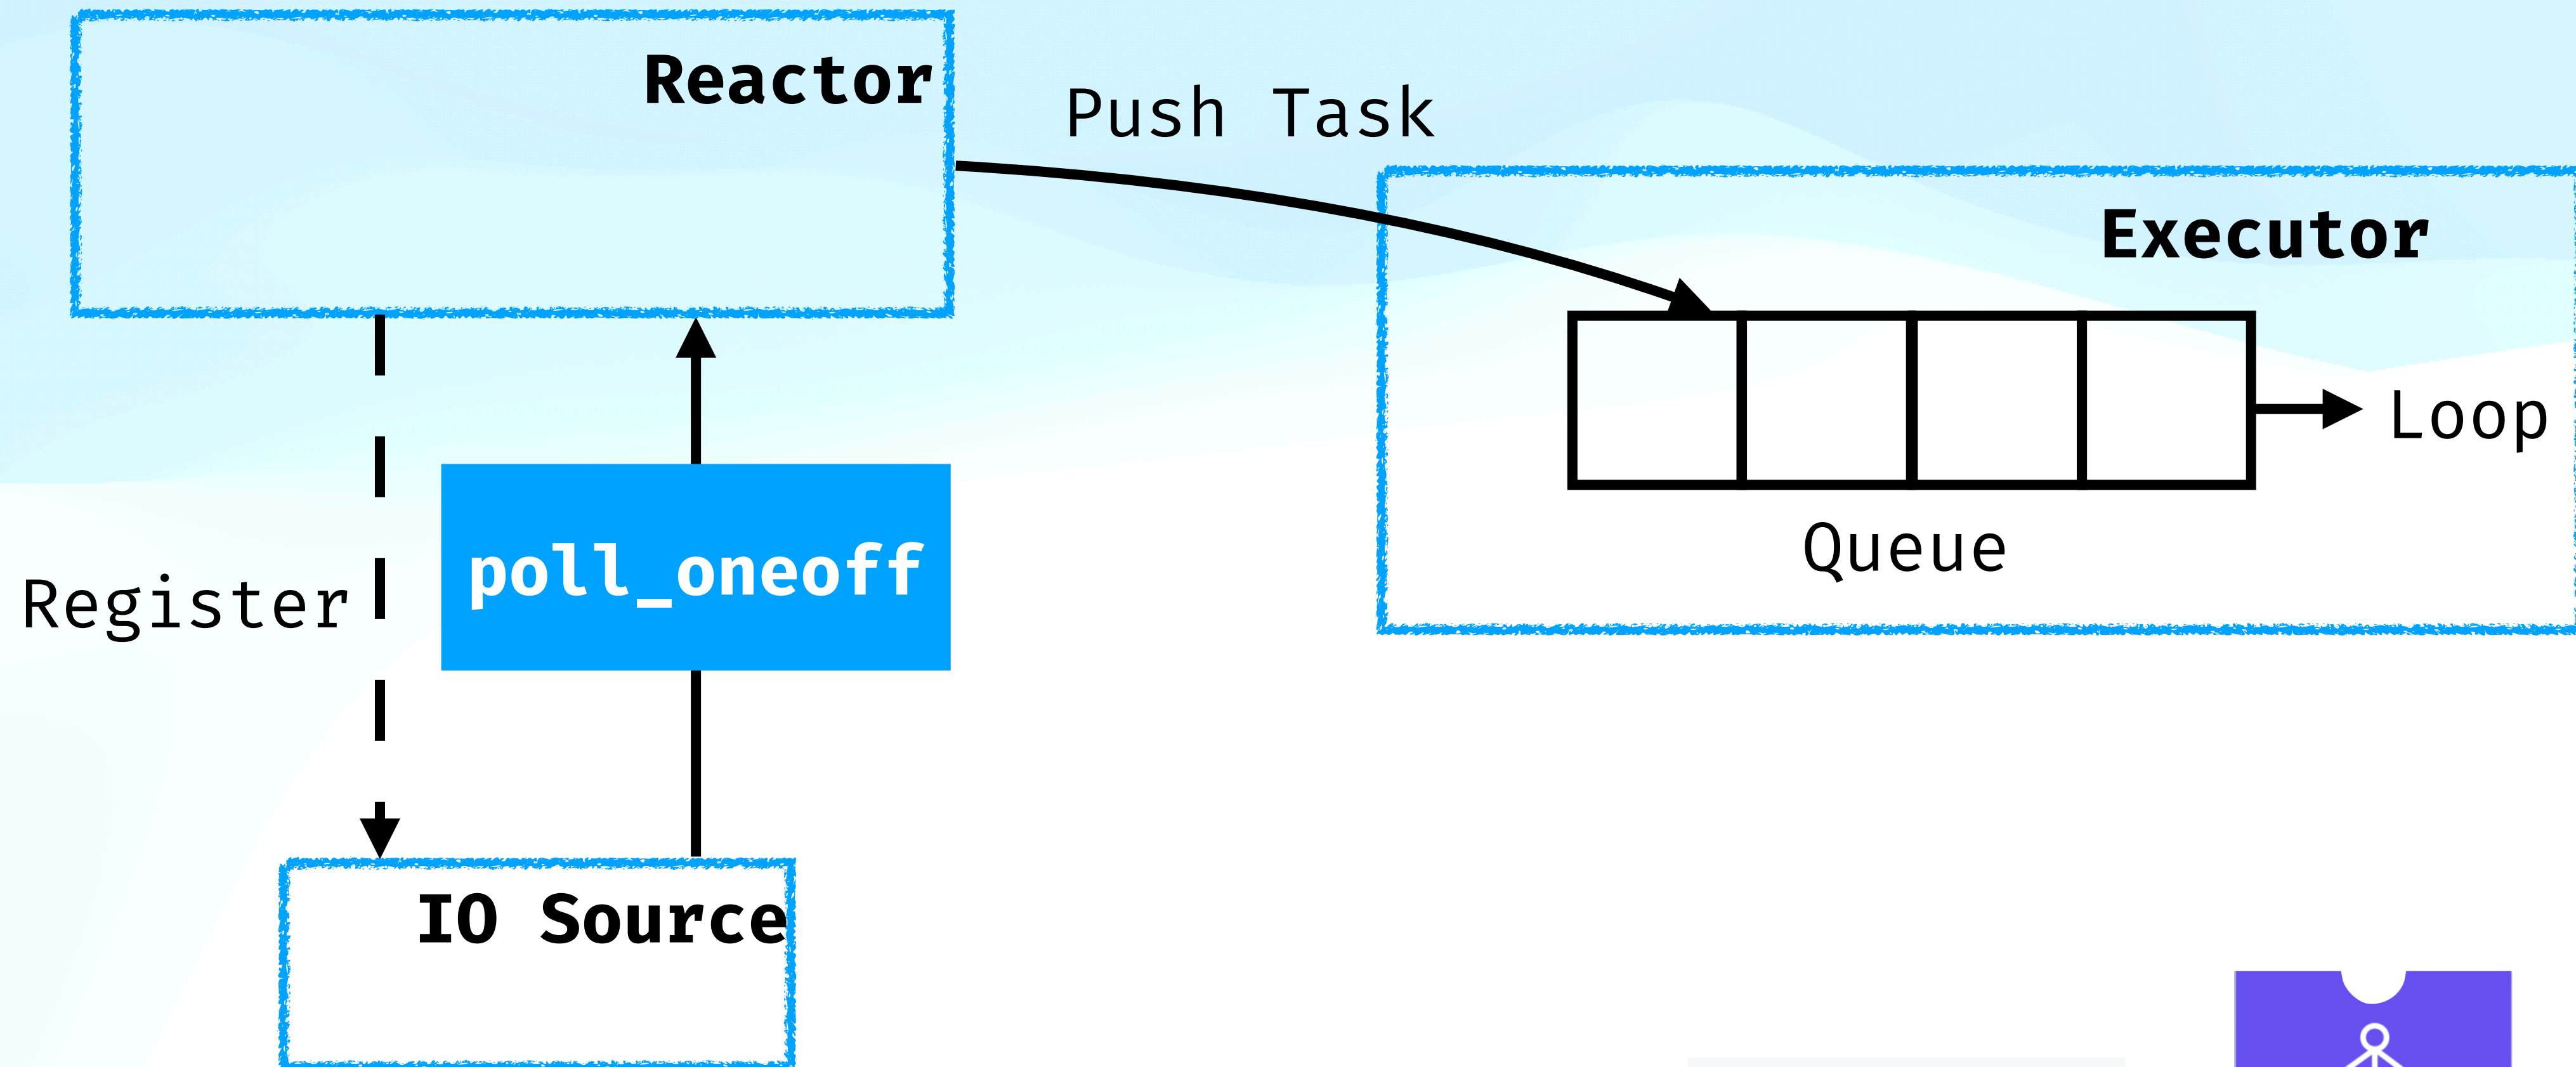 Reactor
Push Task
Executor
Loop
Queue
Register
poll_oneoff
IO Source